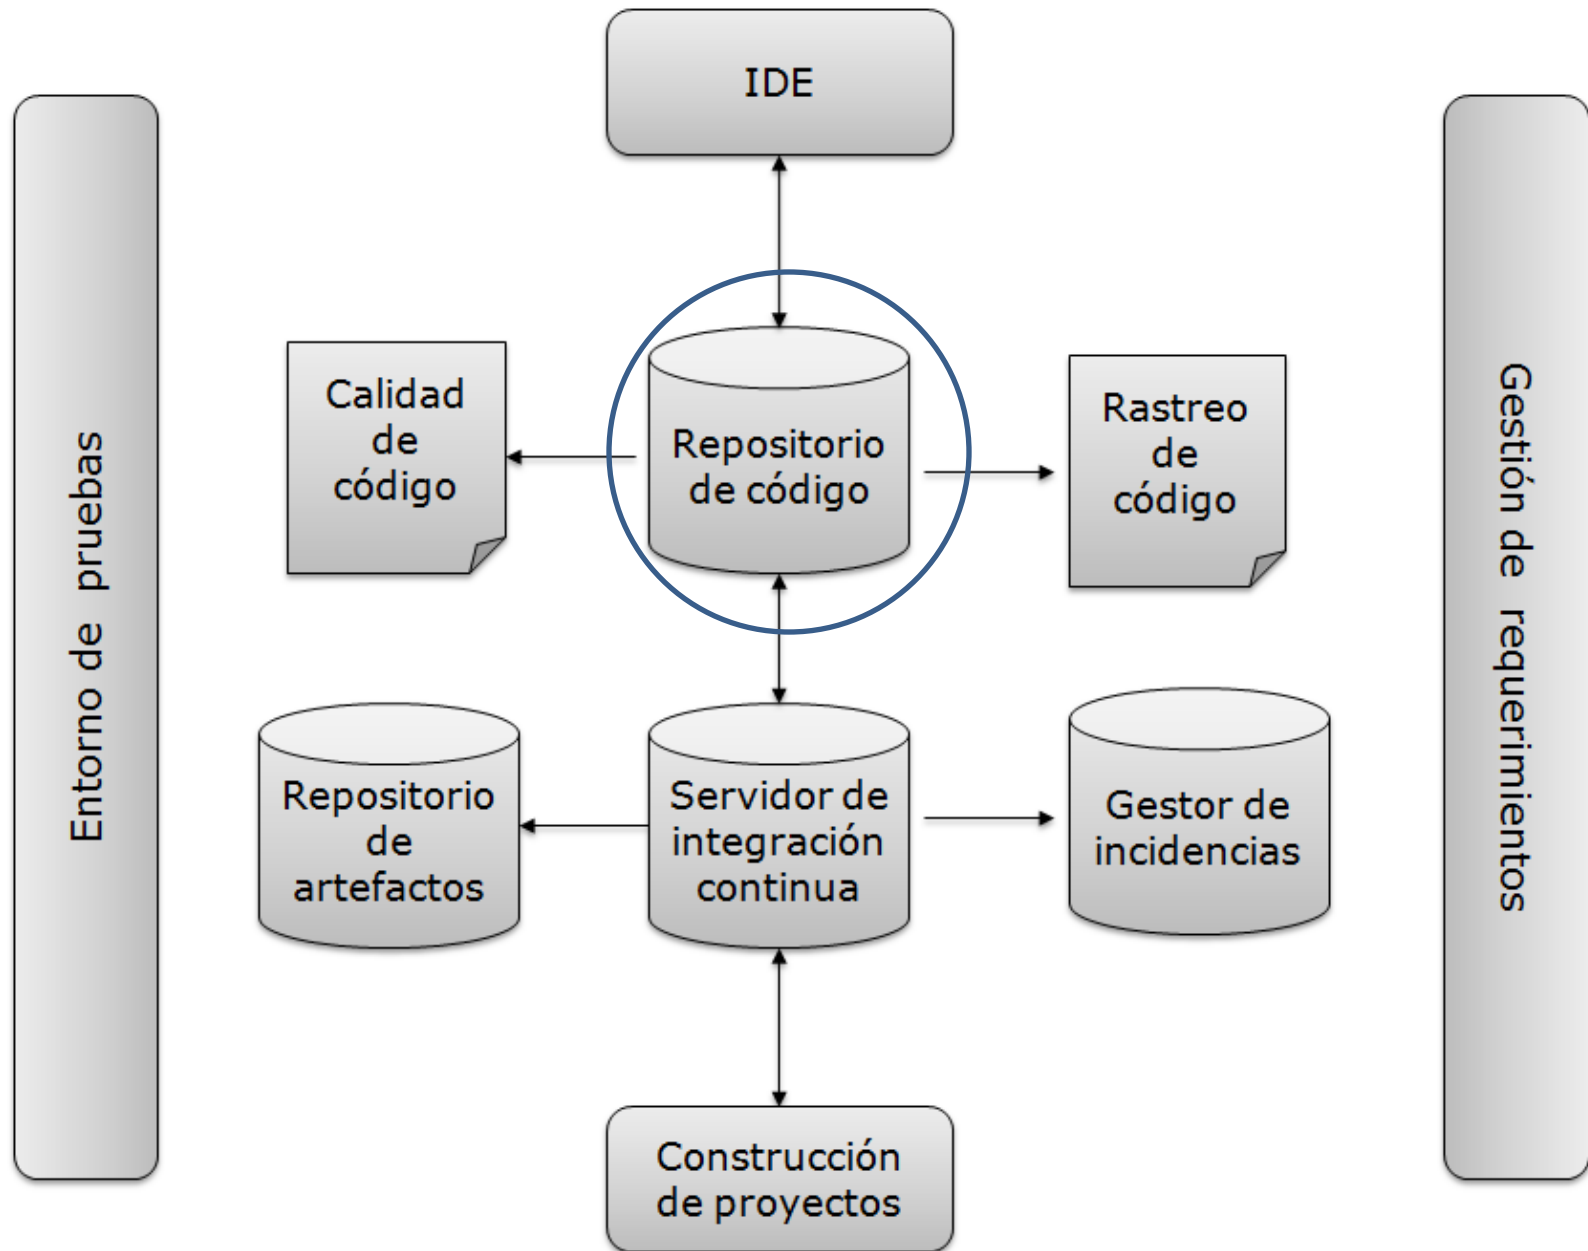 IDE
Entorno de pruebas
Calidad
de
código
Repositorio
de código
Rastreo
de
código
Gestión de requerimientos
Repositorio
de
artefactos
Servidor de
integración
continua
Gestor de
incidencias
Construcción
de proyectos